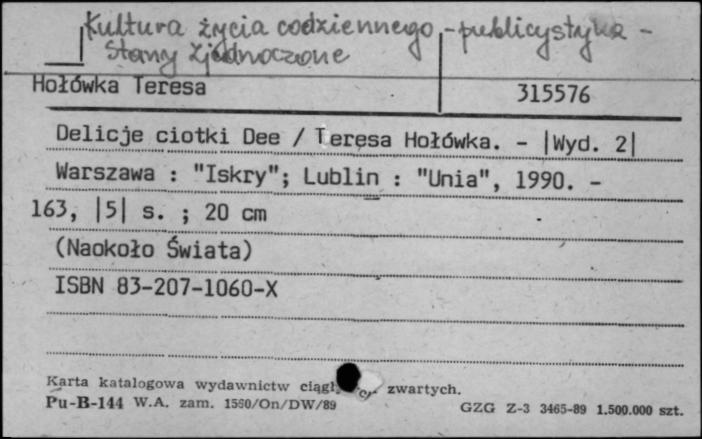 Kultura życia codziennego - publicystyka -
Stany Zjednoczone
Hołówka Teresa
315576
Delicje ciotki Dee / Teresa Hołówka. - |Wyd. 2|
Warszawa : "Iskry"; Lublin : "Unia", 1990. -
163, |5| s. ; 20 cm
(Naokoło Świata)
ISBN 83-207-1060-X
Karta katalogowa wydawnictw zwartych.
Pu-B-144 W.A. zam. 1560/On/DW/89
GZG Z-3 3465-89 1.500.000 szt.